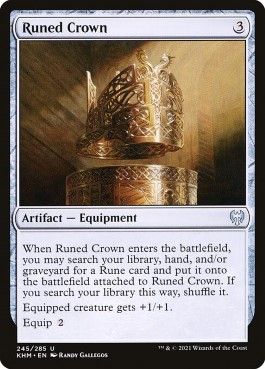 Runed Crown 3
Artifact — Equipment
When Runed Crown enters the battlefield,
you may search your library, hand, and/or
graveyard for a Rune card and put it onto
the battlefield attached to Runed Crown. If
you search your library this way, shuffle it.
Equipped creature gets +1/+1.
Equip 2
245/285 U
KHM • EN RANDY GALLEGOS
™ & © 2021 Wizards of the Coast